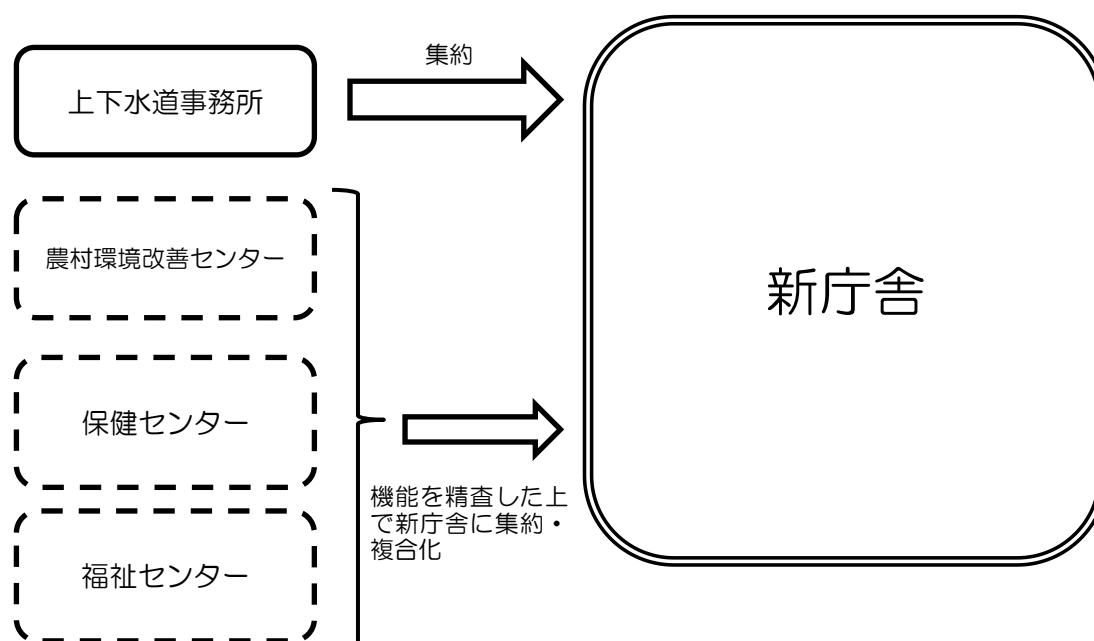 集約
上下水道事務所
農村環境改善センター
新庁舎
保健センター
機能を精査した上
で新庁舎に集約・
複合化
福祉センター